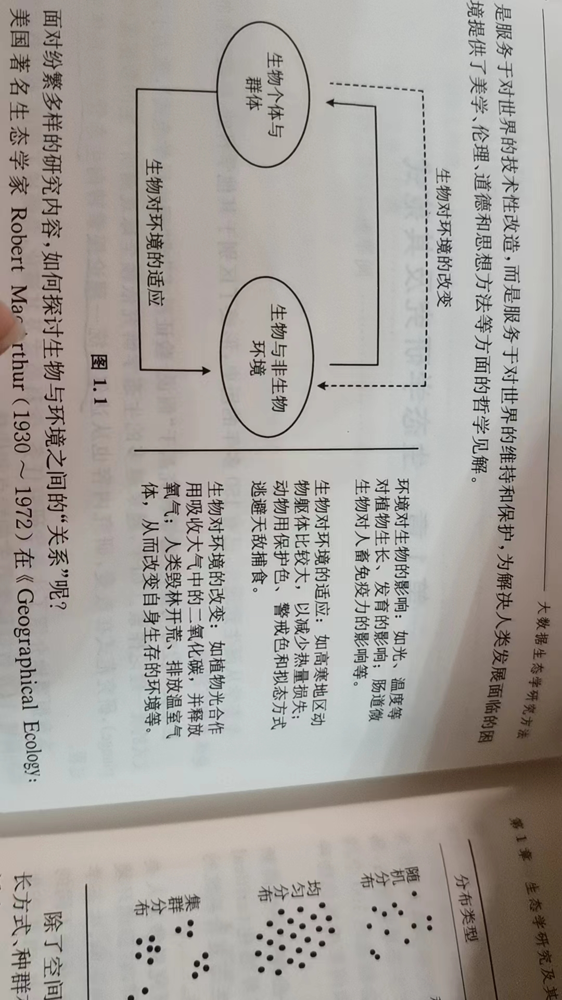 大数据生态学研究方法
是服务于对世界的技术性改造，而是服务于对世界的维持和保护，为解决人类发展面临的困
境提供了美学、伦理、道德和思想方法等方面的哲学见解。
生物对环境的改变
生物个体与
群体
生物与非生物
环境
生物对环境的适应
环境对生物的影响：如光、温度等
对植物生长、发育的影响；肠道微
生物对人畜免疫力的影响等。
生物对环境的适应：如高寒地区动
物躯体比较大，以减少热量损失；
动物用保护色、警戒色和拟态方式
逃避天敌捕食。
生物对环境的改变：如植物光合作
用吸收大气中的二氧化碳，并释放
氧气；人类毁林开荒、排放温室气
体，从而改变自身生存的环境等。
图 1.1
面对纷繁多样的研究内容，如何探讨生物与环境之间的“关系”呢？
美国著名生态学家 Robert rthur（1930～1972）在《Geographical Ecology:
第1章 生态学研究及其
分布类型
随机分布
均匀分布
集群分布
除了空间
长方式、种群